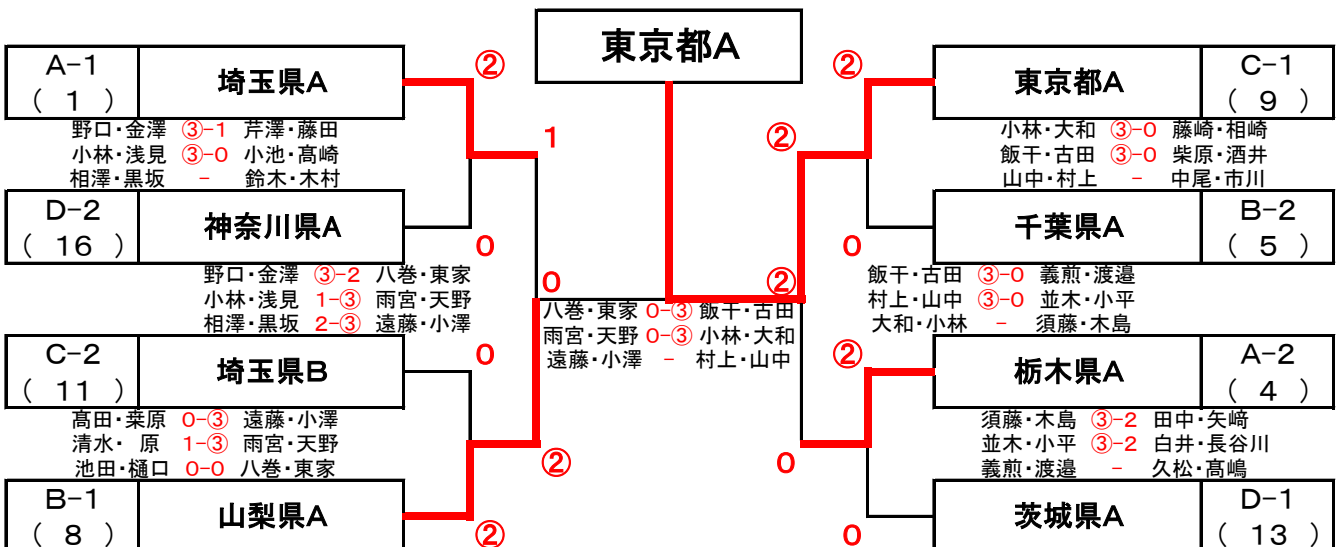 東京都A
A-1
( 1 )
埼玉県A
②
②
東京都A
C-1
( 9 )
野口・金澤 ③-1 芹澤・藤田
小林・浅見 ③-0 小池・髙崎
相澤・黒坂 - 鈴木・木村
1
②
小林・大和 ③-0 藤崎・相崎
飯干・古田 ③-0 柴原・酒井
山中・村上 - 中尾・市川
D-2
( 16 )
神奈川県A
0
0
千葉県A
B-2
( 5 )
野口・金澤 ③-2 八巻・東家
小林・浅見 1-③ 雨宮・天野
相澤・黒坂 2-③ 遠藤・小澤
0
②
飯干・古田 ③-0 義煎・渡邉
村上・山中 ③-0 並木・小平
大和・小林 - 須藤・木島
八巻・東家 0-③ 飯干・古田
雨宮・天野 0-③ 小林・大和
遠藤・小澤 - 村上・山中
C-2
( 11 )
埼玉県B
0
②
栃木県A
A-2
( 4 )
髙田・桒原 0-③ 遠藤・小澤
清水・ 原 1-③ 雨宮・天野
池田・樋口 0-0 八巻・東家
②
0
須藤・木島 ③-2 田中・矢﨑
並木・小平 ③-2 白井・長谷川
義煎・渡邉 - 久松・髙嶋
B-1
( 8 )
山梨県A
②
0
茨城県A
D-1
( 13 )